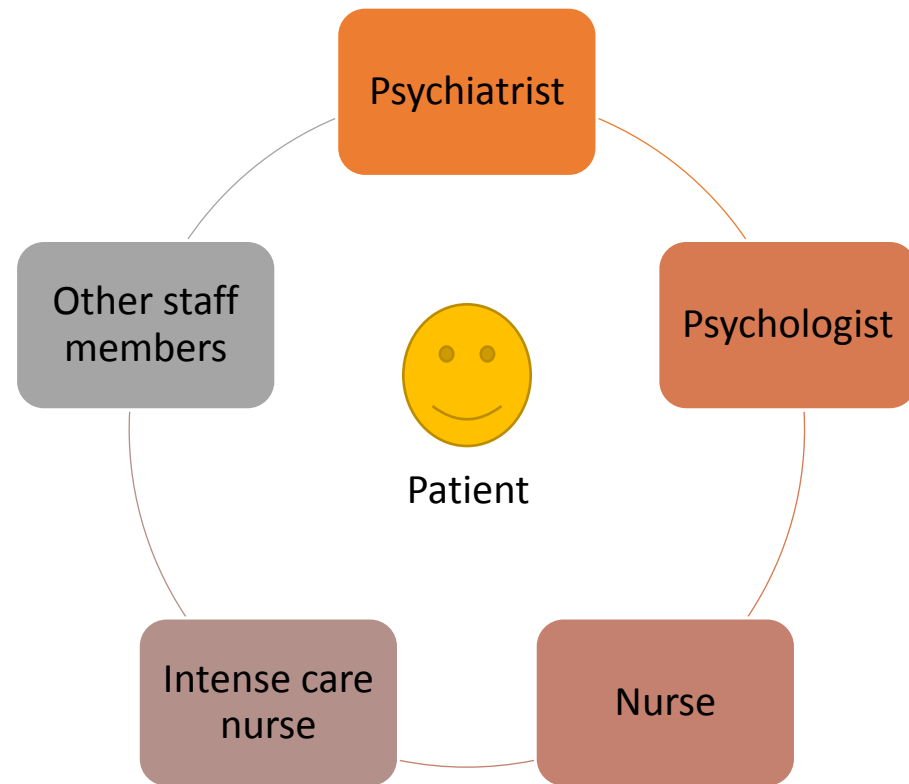 Psychiatrist
Psychologist
Nurse
Intense care
nurse
Other staff
members
Patient